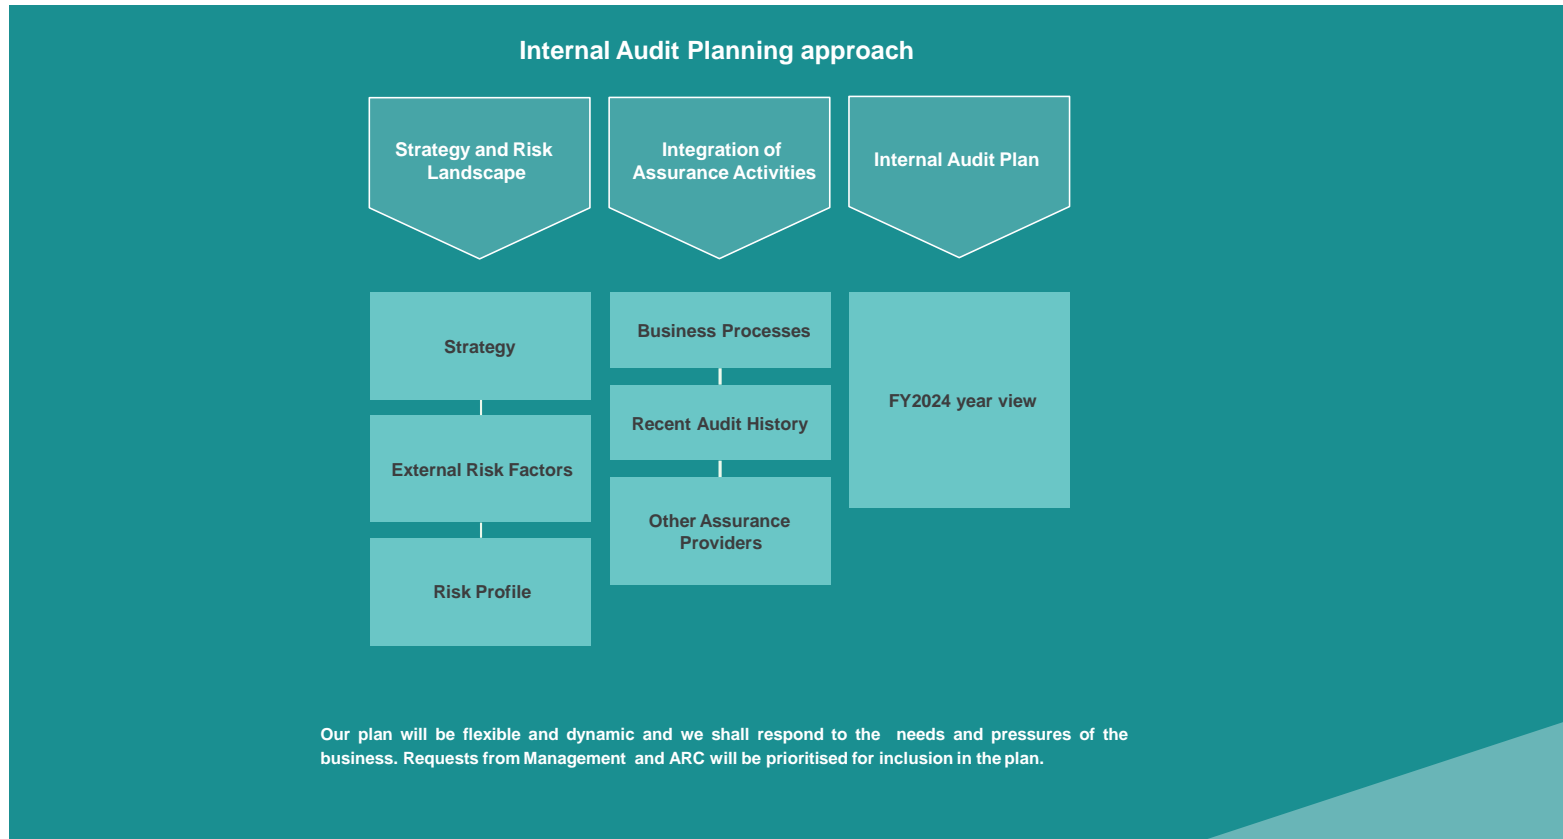 Internal Audit Planning approach
Strategy and Risk
Landscape
Integration of
Assurance Activities
Internal Audit Plan
Strategy
External Risk Factors
Risk Profile
Business Processes
Recent Audit History
Other Assurance
Providers
FY2024 year view
Our plan will be flexible and dynamic and we shall respond to the needs and pressures of the
business. Requests from Management and ARC will be prioritised for inclusion in the plan.